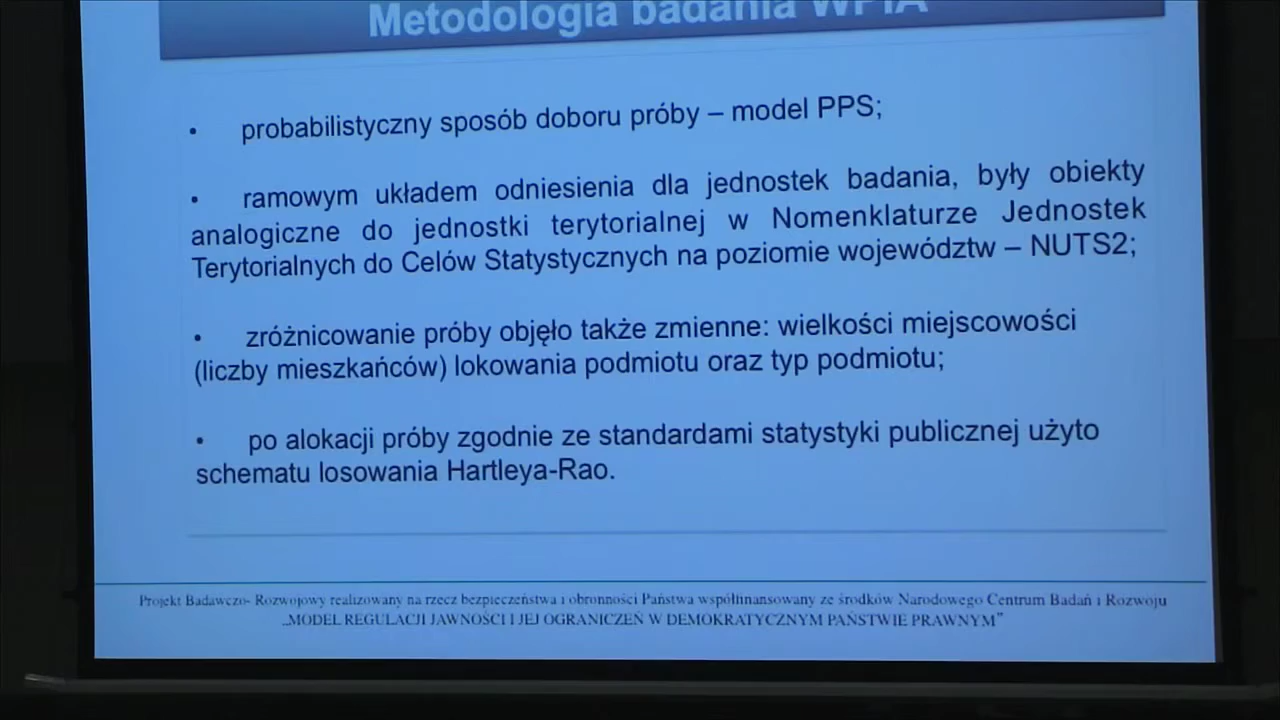 Metodologia badania WPIA
• probabilistyczny sposób doboru próby – model PPS;
• ramowym układem odniesienia dla jednostek badania, były obiekty
analogiczne do jednostki terytorialnej w Nomenklaturze Jednostek
Terytorialnych do Celów Statystycznych na poziomie województw – NUTS2;
• zróżnicowanie próby objęło także zmienne: wielkości miejscowości
(liczby mieszkańców) lokowania podmiotu oraz typ podmiotu;
• po alokacji próby zgodnie ze standardami statystyki publicznej użyto
schematu losowania Hartleya-Rao.
Projekt Badawczo- Rozwojowy realizowany na rzecz bezpieczeństwa i obronności Państwa współfinansowany ze środków Narodowego Centrum Badań i Rozwoju
„MODEL REGULACJI JAWNOŚCI I JEJ OGRANICZEŃ W DEMOKRATYCZNYM PAŃSTWIE PRAWNYM”